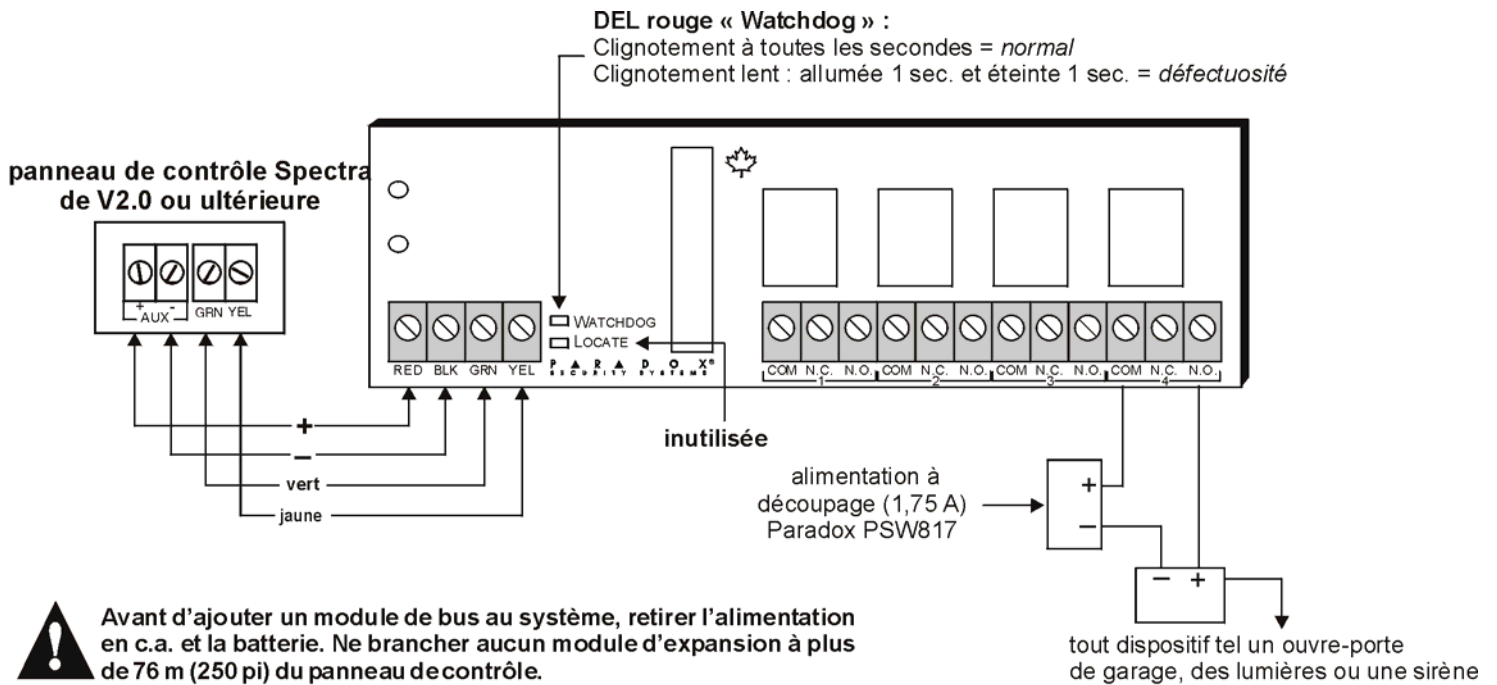 DEL rouge « Watchdog » :
Clignotement à toutes les secondes = normal
Clignotement lent : allumée 1 sec. et éteinte 1 sec. = défectuosité
panneau de contrôle Spectra
de V2.0 ou ultérieure
+ -
AUX GRN YEL
WATCHDOG
LOCATE
RED BLK GRN YEL
PARADOX®
SECURITY SYSTEMS
COM N.C. N.O. COM N.C. N.O. COM N.C. N.O. COM N.C. N.O.
1 2 3 4
+
–
vert
jaune
inutilisée
alimentation à
découpage (1,75 A)
Paradox PSW817
+
–
– +
tout dispositif tel un ouvre-porte
de garage, des lumières ou une sirène
!
Avant d'ajouter un module de bus au système, retirer l'alimentation
en c.a. et la batterie. Ne brancher aucun module d'expansion à plus
de 76 m (250 pi) du panneau decontrôle.